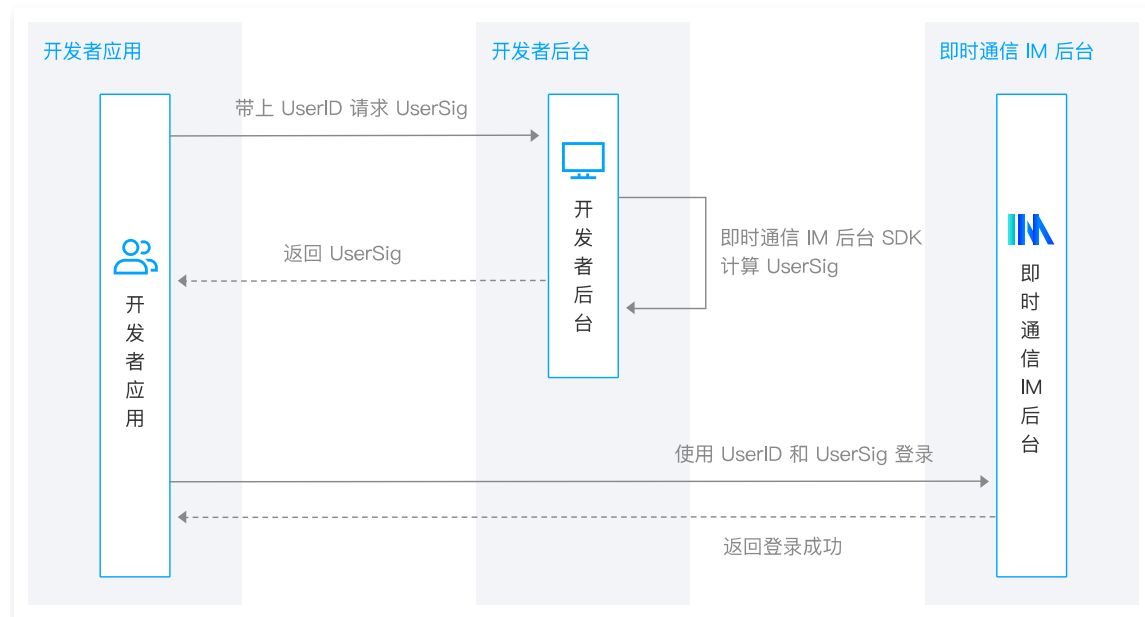 开发者应用
开发者后台
即时通信 IM 后台
带上 UserID 请求 UserSig
开发者后台
即时通信 IM 后台 SDK
计算 UserSig
返回 UserSig
开发者应用
即时通信IM后台
使用 UserID 和 UserSig 登录
返回登录成功